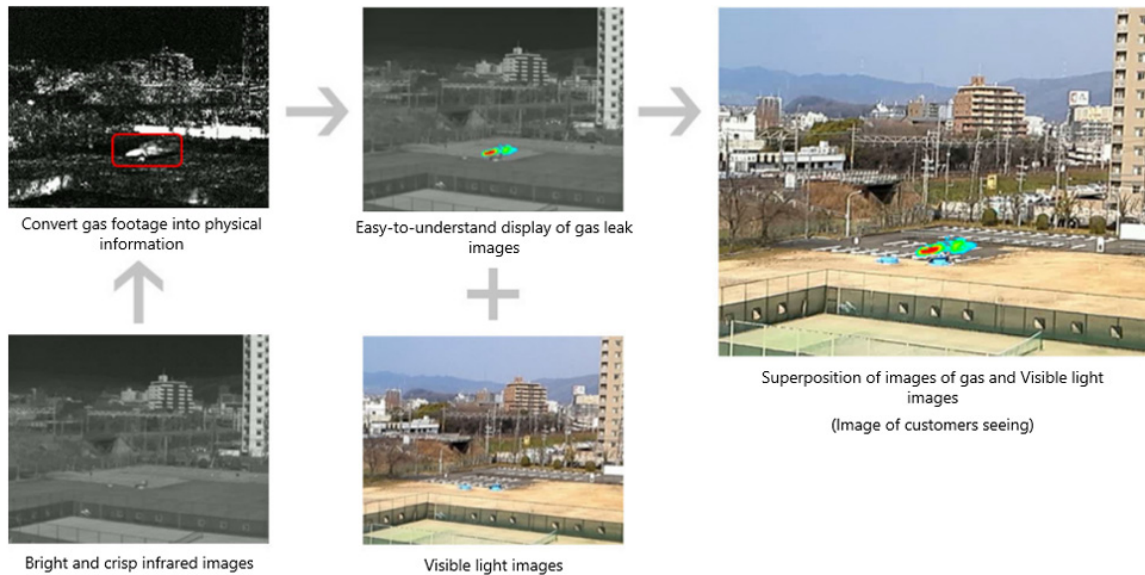 Convert gas footage into physical
information
Easy-to-understand display of gas leak
images
Superposition of images of gas and Visible light
images
(Image of customers seeing)
Bright and crisp infrared images
Visible light images